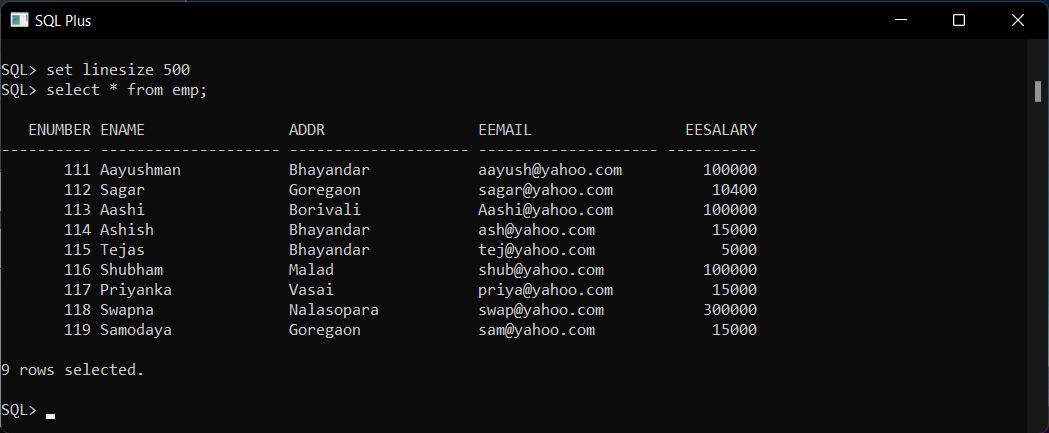 SQL Plus
SQL> set linesize 500
SQL> select * from emp;
   ENUMBER ENAME                ADDR                 EEMAIL                 EESALARY
---------- -------------------- -------------------- -------------------- ----------
       111 Aayushman            Bhayandar            aayush@yahoo.com         100000
       112 Sagar                Goregaon             sagar@yahoo.com           10400
       113 Aashi                Borivali             Aashi@yahoo.com          100000
       114 Ashish               Bhayandar            ash@yahoo.com             15000
       115 Tejas                Bhayandar            tej@yahoo.com              5000
       116 Shubham              Malad                shub@yahoo.com           100000
       117 Priyanka             Vasai                priya@yahoo.com           15000
       118 Swapna               Nalasopara           swap@yahoo.com           300000
       119 Samodaya             Goregaon             sam@yahoo.com             15000
9 rows selected.
SQL>